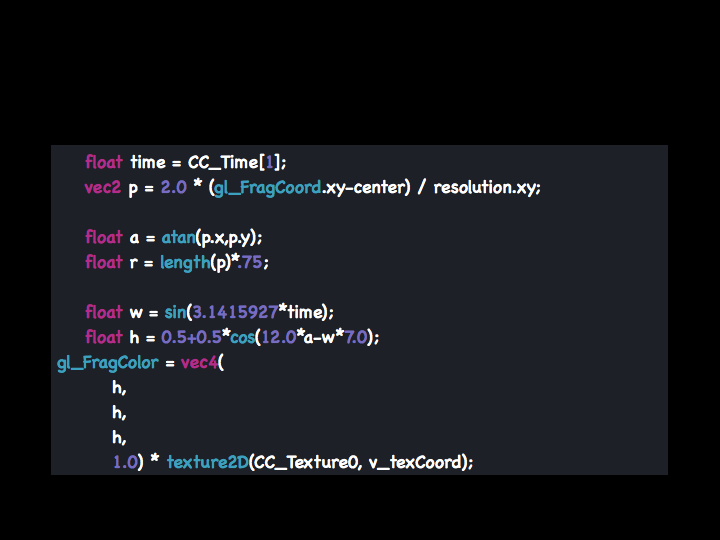 float time = CC_Time[1];
vec2 p = 2.0 * (gl_FragCoord.xy-center) / resolution.xy;
float a = atan(p.x,p.y);
float r = length(p)*.75;
float w = sin(3.1415927*time);
float h = 0.5+0.5*cos(12.0*a-w*7.0);
gl_FragColor = vec4(
h,
h,
h,
1.0) * texture2D(CC_Texture0, v_texCoord);